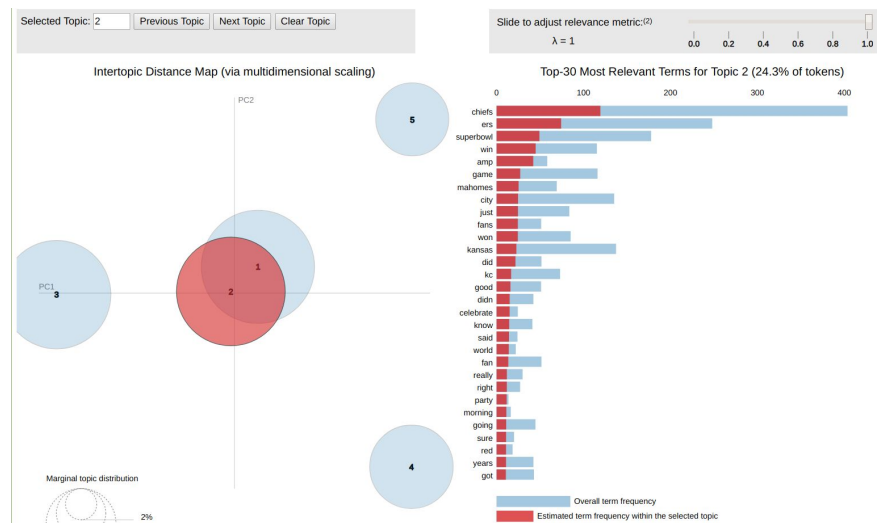 Selected Topic: 2 Previous Topic Next Topic Clear Topic
Slide to adjust relevance metric:(2)
λ = 1
0.0 0.2 0.4 0.6 0.8 1.0
Intertopic Distance Map (via multidimensional scaling)
PC2
PC1
5
1
2
3
4
Marginal topic distribution
2%
Top-30 Most Relevant Terms for Topic 2 (24.3% of tokens)
0 100 200 300 400
chiefs
ers
superbowl
win
amp
game
mahomes
city
just
fans
won
kansas
did
kc
good
didn
celebrate
know
said
world
fan
really
right
party
morning
going
sure
red
years
got
Overall term frequency
Estimated term frequency within the selected topic